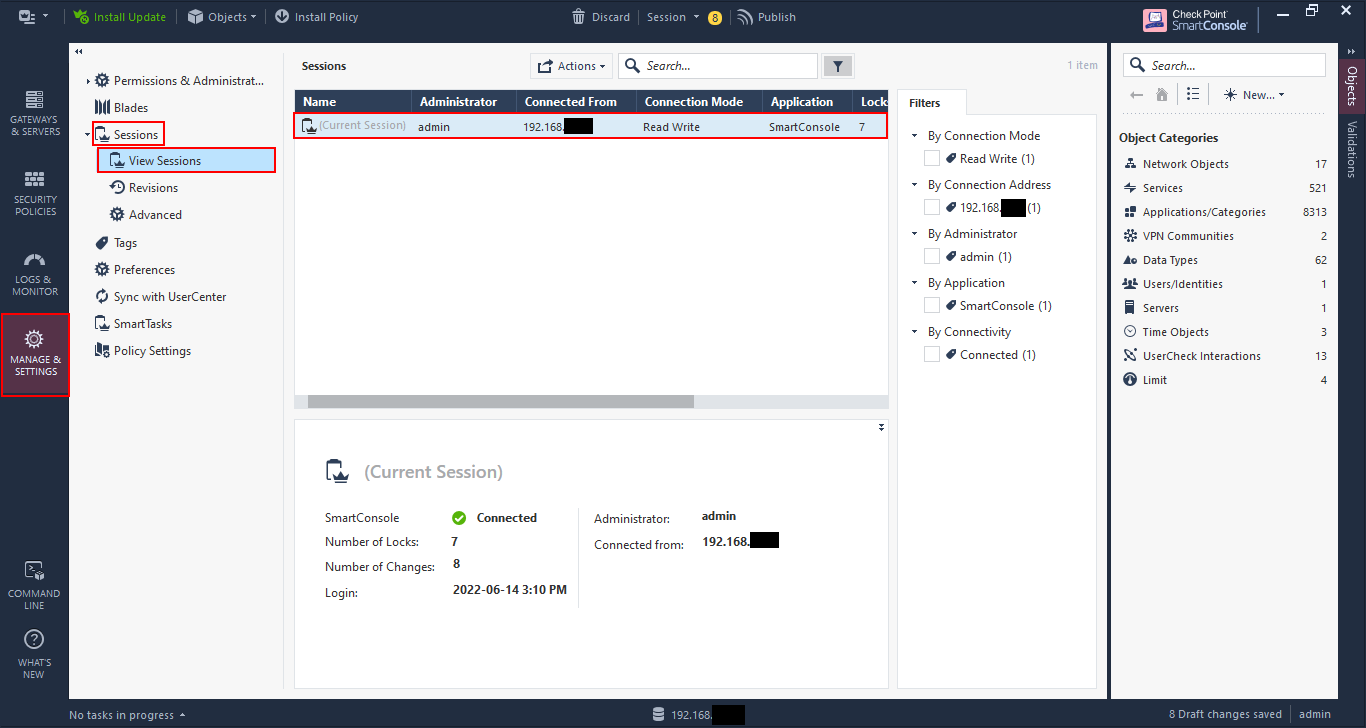 Install Update
Objects
Install Policy
Discard
Session
8
Publish
Check Point
SmartConsole
GATEWAYS
& SERVERS
SECURITY
POLICIES
LOGS &
MONITOR
MANAGE &
SETTINGS
COMMAND
LINE
WHAT'S
NEW
Permissions & Administrat...
Blades
Sessions
View Sessions
Revisions
Advanced
Tags
Preferences
Sync with UserCenter
SmartTasks
Policy Settings
Sessions
Actions
Search...
1 item
Name Administrator Connected From Connection Mode Application Lock
(Current Session) admin 192.168. Read Write SmartConsole 7
(Current Session)
SmartConsole Connected
Number of Locks: 7
Number of Changes: 8
Login: 2022-06-14 3:10 PM
Administrator: admin
Connected from: 192.168.
Filters
By Connection Mode
Read Write (1)
By Connection Address
192.168. (1)
By Administrator
admin (1)
By Application
SmartConsole (1)
By Connectivity
Connected (1)
Search...
New...
Object Categories
Network Objects 17
Services 521
Applications/Categories 8313
VPN Communities 2
Data Types 62
Users/Identities 1
Servers 1
Time Objects 3
UserCheck Interactions 13
Limit 4
Objects
Validations
No tasks in progress
192.168.
8 Draft changes saved
admin